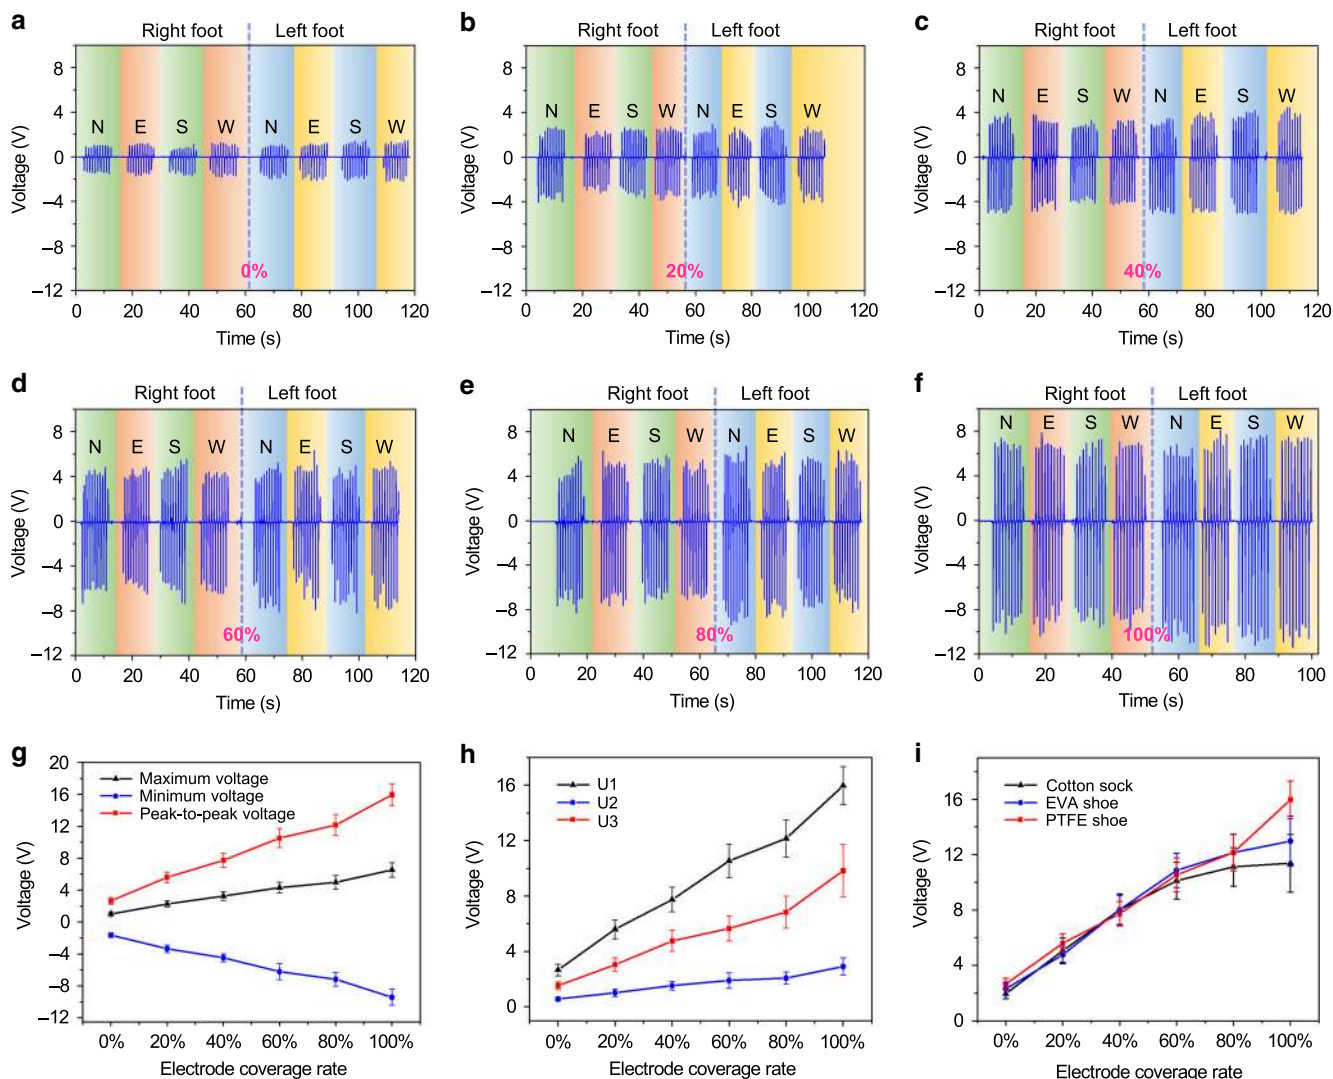 a
Right foot Left foot
8
4
0
−4
−8
−12
Voltage (V)
N E S W N E S W
0%
0 20 40 60 80 100 120
Time (s)
b
Right foot Left foot
8
4
0
−4
−8
−12
Voltage (V)
N E S W N E S W
20%
0 20 40 60 80 100 120
Time (s)
c
Right foot Left foot
8
4
0
−4
−8
−12
Voltage (V)
N E S W N E S W
40%
0 20 40 60 80 100 120
Time (s)
d
Right foot Left foot
8
4
0
−4
−8
−12
Voltage (V)
N E S W N E S W
60%
0 20 40 60 80 100 120
Time (s)
e
Right foot Left foot
8
4
0
−4
−8
−12
Voltage (V)
N E S W N E S W
80%
0 20 40 60 80 100
Time (s)
f
Right foot Left foot
8
4
0
−4
−8
−12
Voltage (V)
N E S W N E S W
100%
0 20 40 60 80 100
Time (s)
g
20
16
12
8
4
0
−4
−8
−12
Voltage (V)
Maximum voltage
Minimum voltage
Peak-to-peak voltage
0% 20% 40% 60% 80% 100%
Electrode coverage rate
h
16
12
8
4
0
Voltage (V)
U1
U2
U3
0% 20% 40% 60% 80% 100%
Electrode coverage rate
i
16
12
8
4
0
Voltage (V)
Cotton sock
EVA shoe
PTFE shoe
0% 20% 40% 60% 80% 100%
Electrode coverage rate